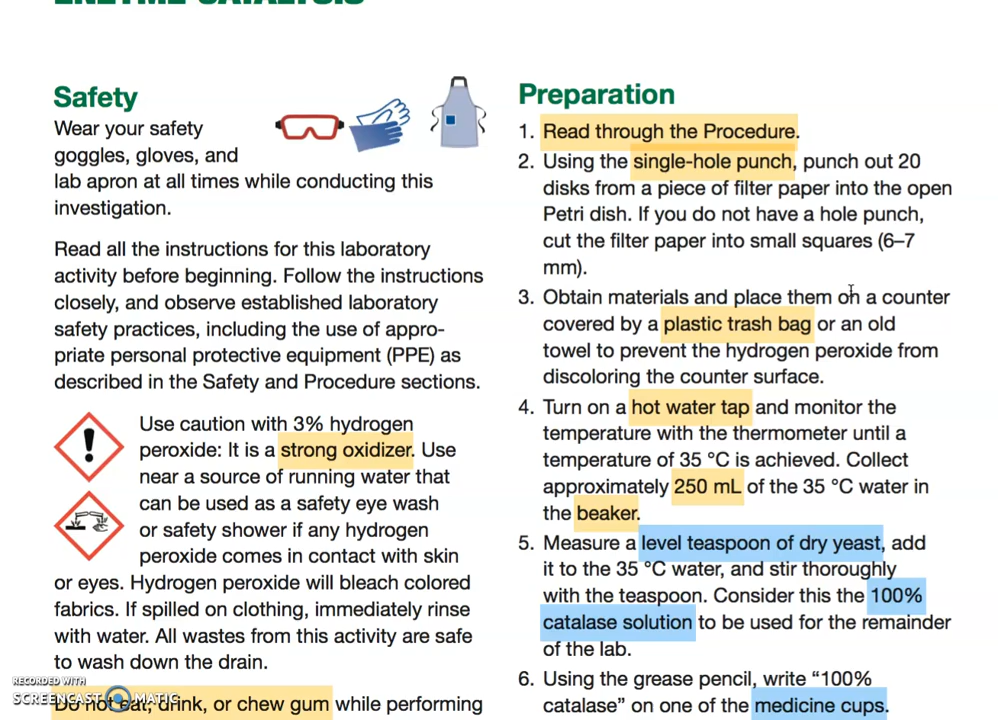 ENZYME CATALYSIS
Safety
Wear your safety
goggles, gloves, and
lab apron at all times while conducting this
investigation.
Read all the instructions for this laboratory
activity before beginning. Follow the instructions
closely, and observe established laboratory
safety practices, including the use of appro-
priate personal protective equipment (PPE) as
described in the Safety and Procedure sections.
Use caution with 3% hydrogen
peroxide: It is a strong oxidizer. Use
near a source of running water that
can be used as a safety eye wash
or safety shower if any hydrogen
peroxide comes in contact with skin
or eyes. Hydrogen peroxide will bleach colored
fabrics. If spilled on clothing, immediately rinse
with water. All wastes from this activity are safe
to wash down the drain.
Do not eat, drink, or chew gum while performing
Preparation
1. Read through the Procedure.
2. Using the single-hole punch, punch out 20
disks from a piece of filter paper into the open
Petri dish. If you do not have a hole punch,
cut the filter paper into small squares (6–7
mm).
3. Obtain materials and place them on a counter
covered by a plastic trash bag or an old
towel to prevent the hydrogen peroxide from
discoloring the counter surface.
4. Turn on a hot water tap and monitor the
temperature with the thermometer until a
temperature of 35 °C is achieved. Collect
approximately 250 mL of the 35 °C water in
the beaker.
5. Measure a level teaspoon of dry yeast, add
it to the 35 °C water, and stir thoroughly
with the teaspoon. Consider this the 100%
catalase solution to be used for the remainder
of the lab.
6. Using the grease pencil, write “100%
catalase” on one of the medicine cups.
RECORDED WITH
SCREENCAST MATIC